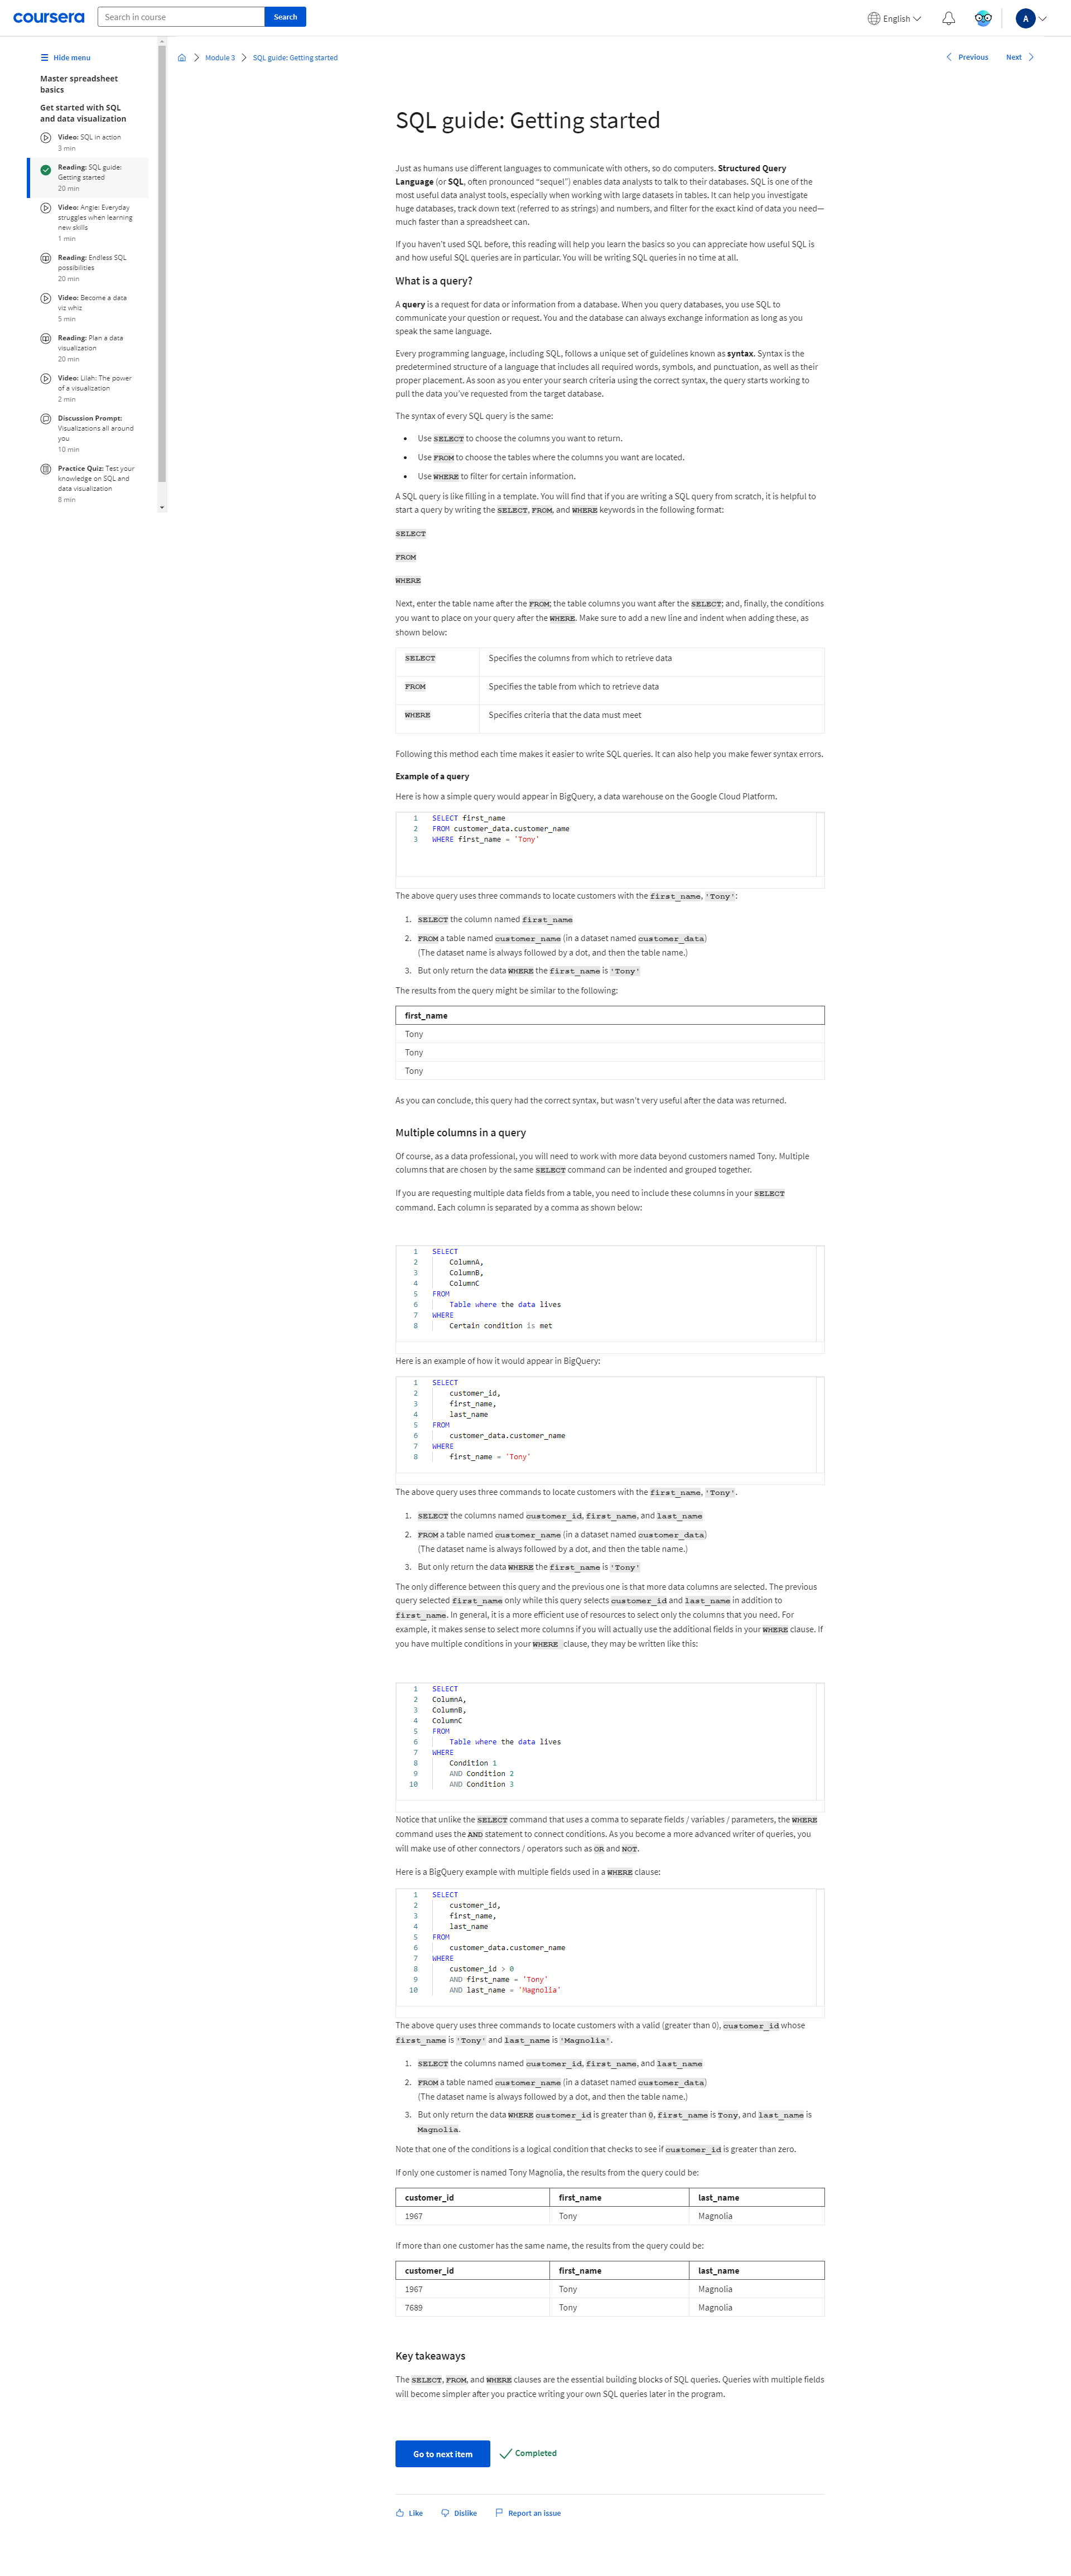 coursera
Search in course
Search
English
A
Hide menu
Module 3
SQL guide: Getting started
Previous
Next
Master spreadsheet
basics
Get started with SQL
and data visualization
Video: SQL in action
3 min
Reading: SQL guide:
Getting started
20 min
Video: Angie: Everyday
struggles when learning
new skills
1 min
Reading: Endless SQL
possibilities
20 min
Video: Become a data
viz whiz
5 min
Reading: Plan a data
visualization
20 min
Video: Lilah: The power
of a visualization
2 min
Discussion Prompt:
Visualizations all around
you
10 min
Practice Quiz: Test your
knowledge on SQL and
data visualization
8 min
SQL guide: Getting started
Just as humans use different languages to communicate with others, so do computers. Structured Query
Language (or SQL, often pronounced “sequel”) enables data analysts to talk to their databases. SQL is one of the
most useful data analyst tools, especially when working with large datasets in tables. It can help you investigate
huge databases, track down text (referred to as strings) and numbers, and filter for the exact kind of data you need—
much faster than a spreadsheet can.
If you haven’t used SQL before, this reading will help you learn the basics so you can appreciate how useful SQL is
and how useful SQL queries are in particular. You will be writing SQL queries in no time at all.
What is a query?
A query is a request for data or information from a database. When you query databases, you use SQL to
communicate your question or request. You and the database can always exchange information as long as you
speak the same language.
Every programming language, including SQL, follows a unique set of guidelines known as syntax. Syntax is the
predetermined structure of a language that includes all required words, symbols, and punctuation, as well as their
proper placement. As soon as you enter your search criteria using the correct syntax, the query starts working to
pull the data you’ve requested from the target database.
The syntax of every SQL query is the same:
• Use SELECT to choose the columns you want to return.
• Use FROM to choose the tables where the columns you want are located.
• Use WHERE to filter for certain information.
A SQL query is like filling in a template. You will find that if you are writing a SQL query from scratch, it is helpful to
start a query by writing the SELECT, FROM, and WHERE keywords in the following format:
SELECT
FROM
WHERE
Next, enter the table name after the FROM; the table columns you want after the SELECT; and, finally, the conditions
you want to place on your query after the WHERE. Make sure to add a new line and indent when adding these, as
shown below:
SELECT Specifies the columns from which to retrieve data
FROM Specifies the table from which to retrieve data
WHERE Specifies criteria that the data must meet
Following this method each time makes it easier to write SQL queries. It can also help you make fewer syntax errors.
Example of a query
Here is how a simple query would appear in BigQuery, a data warehouse on the Google Cloud Platform.
1 SELECT first_name
2 FROM customer_data.customer_name
3 WHERE first_name = 'Tony'
The above query uses three commands to locate customers with the first_name, 'Tony':
1. SELECT the column named first_name
2. FROM a table named customer_name (in a dataset named customer_data)
(The dataset name is always followed by a dot, and then the table name.)
3. But only return the data WHERE the first_name is 'Tony'
The results from the query might be similar to the following:
first_name
Tony
Tony
Tony
As you can conclude, this query had the correct syntax, but wasn’t very useful after the data was returned.
Multiple columns in a query
Of course, as a data professional, you will need to work with more data beyond customers named Tony. Multiple
columns that are chosen by the same SELECT command can be indented and grouped together.
If you are requesting multiple data fields from a table, you need to include these columns in your SELECT
command. Each column is separated by a comma as shown below:
1 SELECT
2 ColumnA,
3 ColumnB,
4 ColumnC
5 FROM
6 Table where the data lives
7 WHERE
8 Certain condition is met
Here is an example of how it would appear in BigQuery:
1 SELECT
2 customer_id,
3 first_name,
4 last_name
5 FROM
6 customer_data.customer_name
7 WHERE
8 first_name = 'Tony'
The above query uses three commands to locate customers with the first_name, 'Tony'.
1. SELECT the columns named customer_id, first_name, and last_name
2. FROM a table named customer_name (in a dataset named customer_data)
(The dataset name is always followed by a dot, and then the table name.)
3. But only return the data WHERE the first_name is 'Tony'
The only difference between this query and the previous one is that more data columns are selected. The previous
query selected first_name only while this query selects customer_id and last_name in addition to
first_name. In general, it is a more efficient use of resources to select only the columns that you need. For
example, it makes sense to select more columns if you will actually use the additional fields in your WHERE clause. If
you have multiple conditions in your WHERE clause, they may be written like this:
1 SELECT
2 ColumnA,
3 ColumnB,
4 ColumnC
5 FROM
6 Table where the data lives
7 WHERE
8 Condition 1
9 AND Condition 2
10 AND Condition 3
Notice that unlike the SELECT command that uses a comma to separate fields / variables / parameters, the WHERE
command uses the AND statement to connect conditions. As you become a more advanced writer of queries, you
will make use of other connectors / operators such as OR and NOT.
Here is a BigQuery example with multiple fields used in a WHERE clause:
1 SELECT
2 customer_id,
3 first_name,
4 last_name
5 FROM
6 customer_data.customer_name
7 WHERE
8 customer_id > 0
9 AND first_name = 'Tony'
10 AND last_name = 'Magnolia'
The above query uses three commands to locate customers with a valid (greater than 0), customer_id whose
first_name is 'Tony' and last_name is 'Magnolia'.
1. SELECT the columns named customer_id, first_name, and last_name
2. FROM a table named customer_name (in a dataset named customer_data)
(The dataset name is always followed by a dot, and then the table name.)
3. But only return the data WHERE customer_id is greater than 0, first_name is Tony, and last_name is
Magnolia.
Note that one of the conditions is a logical condition that checks to see if customer_id is greater than zero.
If only one customer is named Tony Magnolia, the results from the query could be:
customer_id first_name last_name
1967 Tony Magnolia
If more than one customer has the same name, the results from the query could be:
customer_id first_name last_name
1967 Tony Magnolia
7689 Tony Magnolia
Key takeaways
The SELECT, FROM, and WHERE clauses are the essential building blocks of SQL queries. Queries with multiple fields
will become simpler after you practice writing your own SQL queries later in the program.
Go to next item
Completed
Like
Dislike
Report an issue